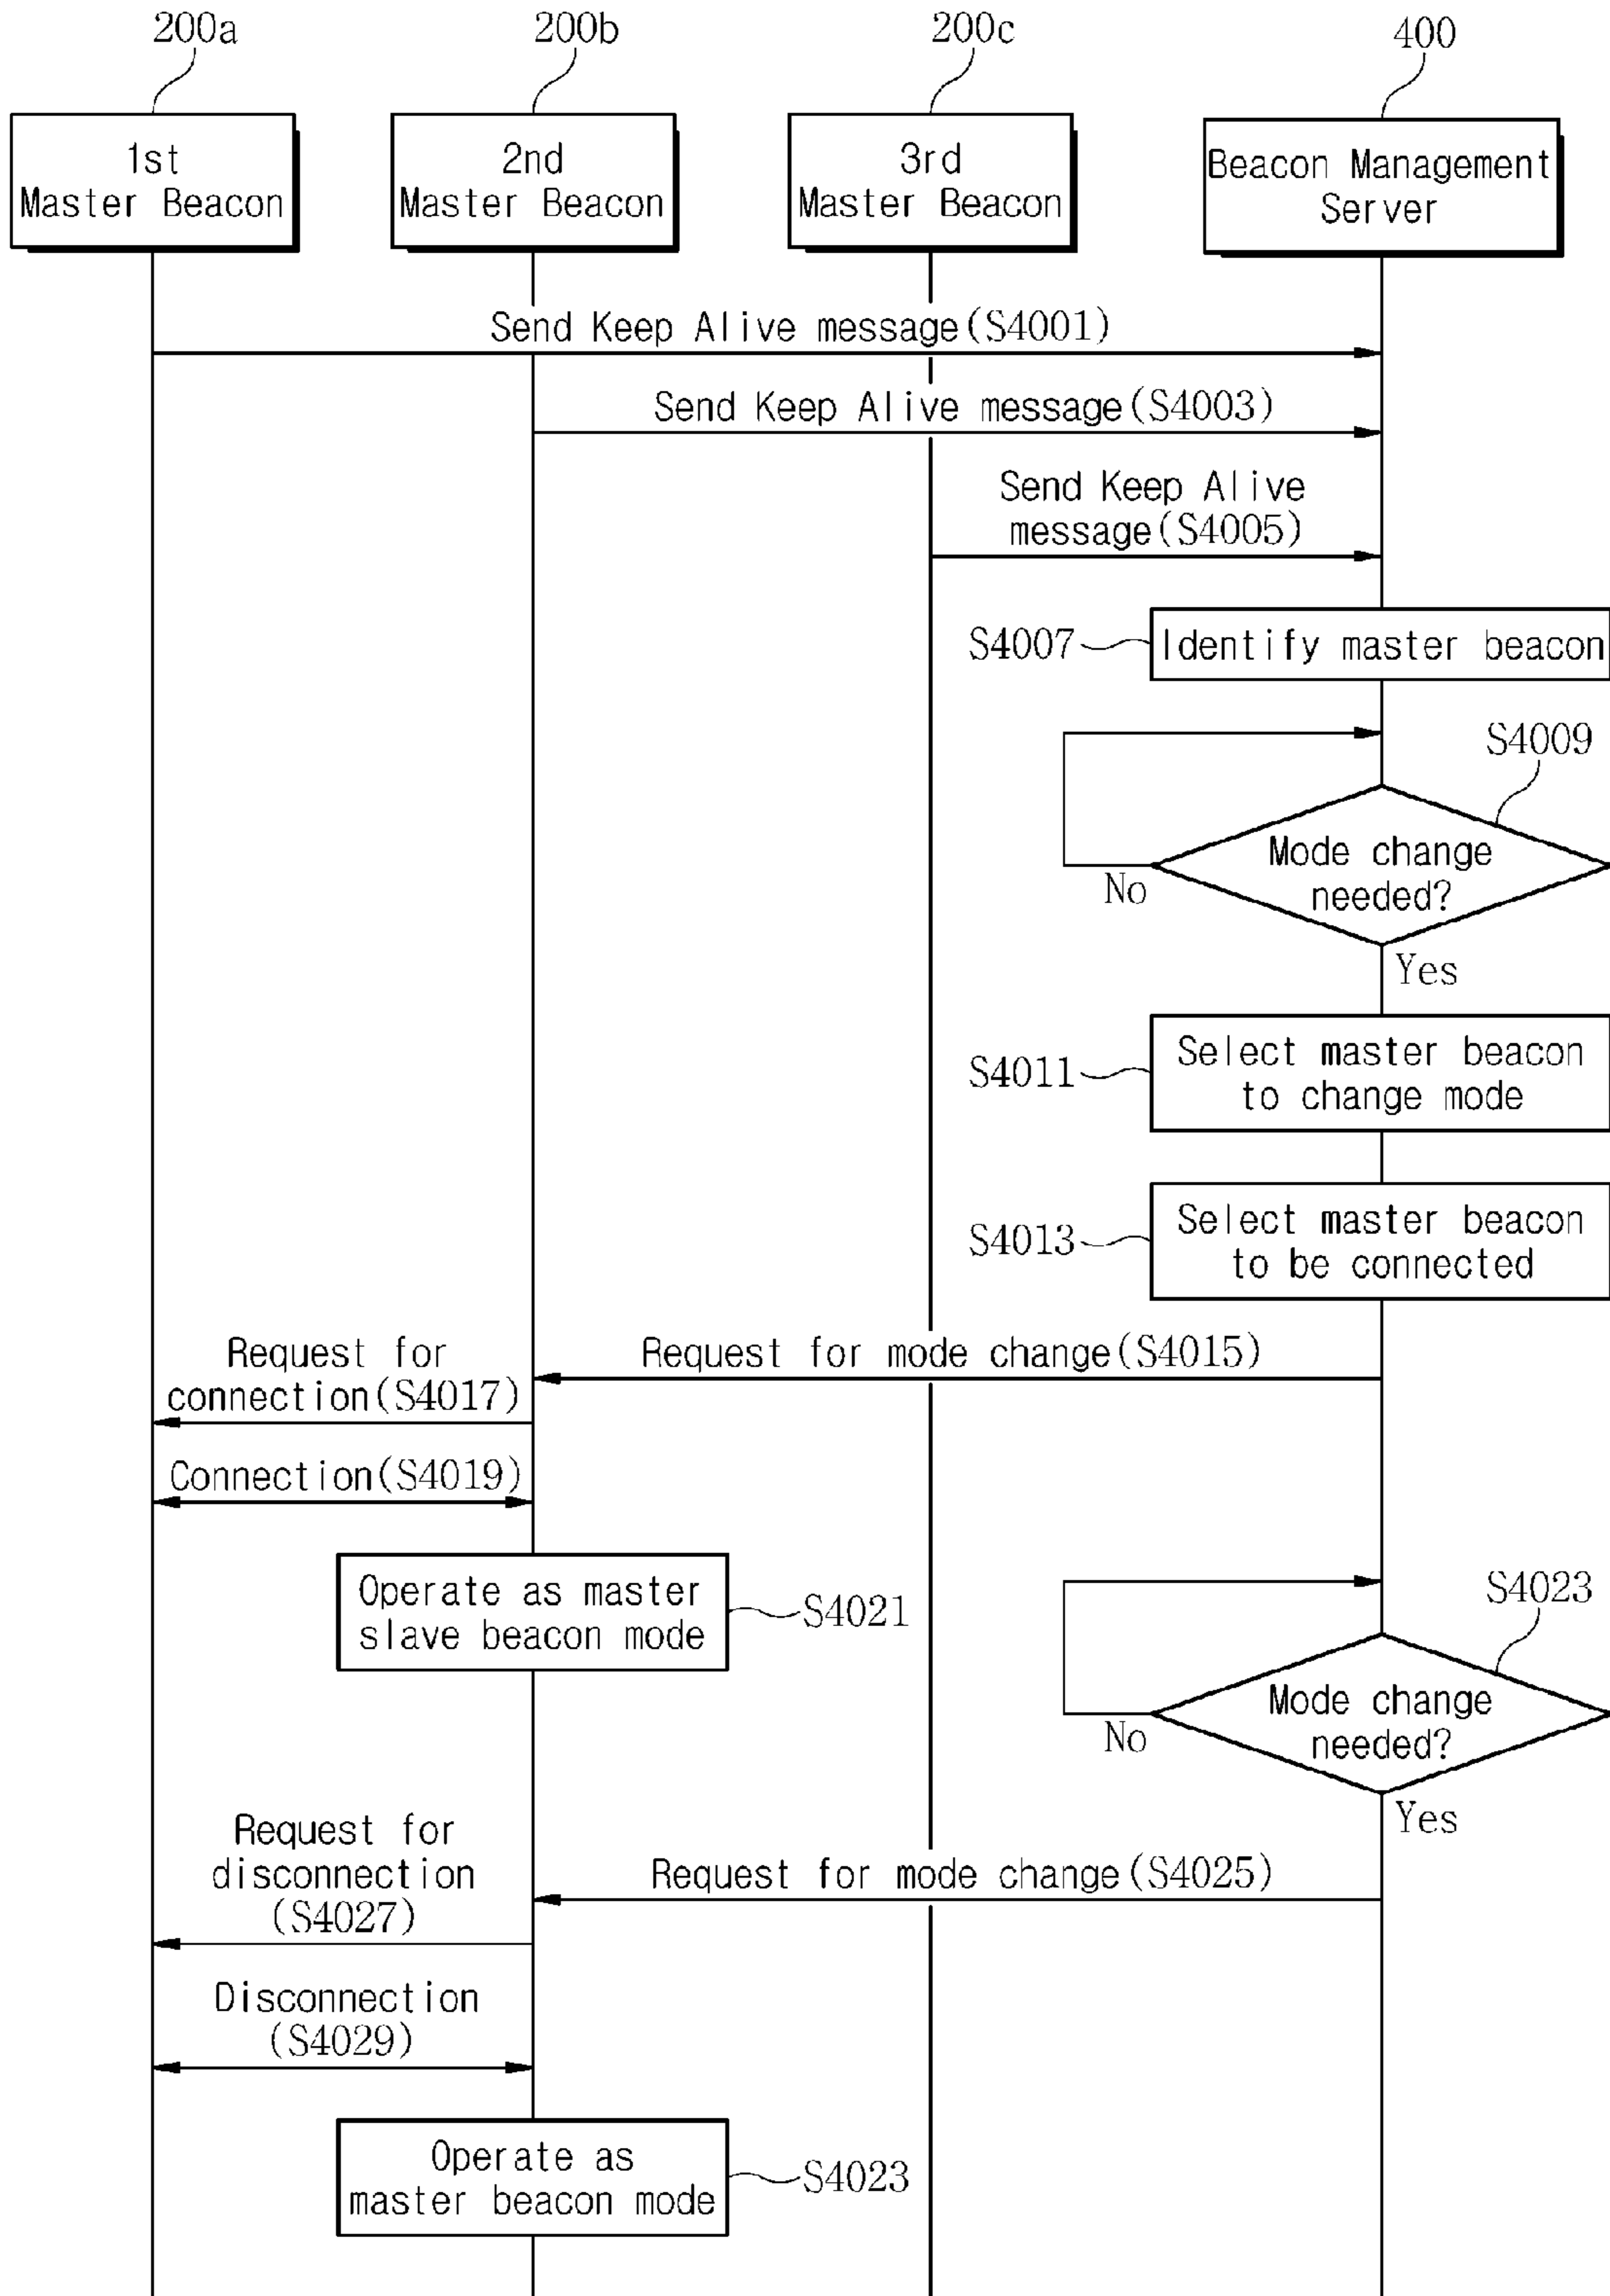 200a
200b
200c
400
1st
Master Beacon
2nd
Master Beacon
3rd
Master Beacon
Beacon Management
Server
Send Keep Alive message(S4001)
Send Keep Alive message(S4003)
Send Keep Alive
message(S4005)
S4007
Identify master beacon
S4009
Mode change
needed?
No
Yes
S4011
Select master beacon
to change mode
S4013
Select master beacon
to be connected
Request for mode change(S4015)
Request for
connection(S4017)
Connection(S4019)
Operate as master
slave beacon mode
S4021
S4023
Mode change
needed?
No
Yes
Request for mode change(S4025)
Request for
disconnection
(S4027)
Disconnection
(S4029)
Operate as
master beacon mode
S4023